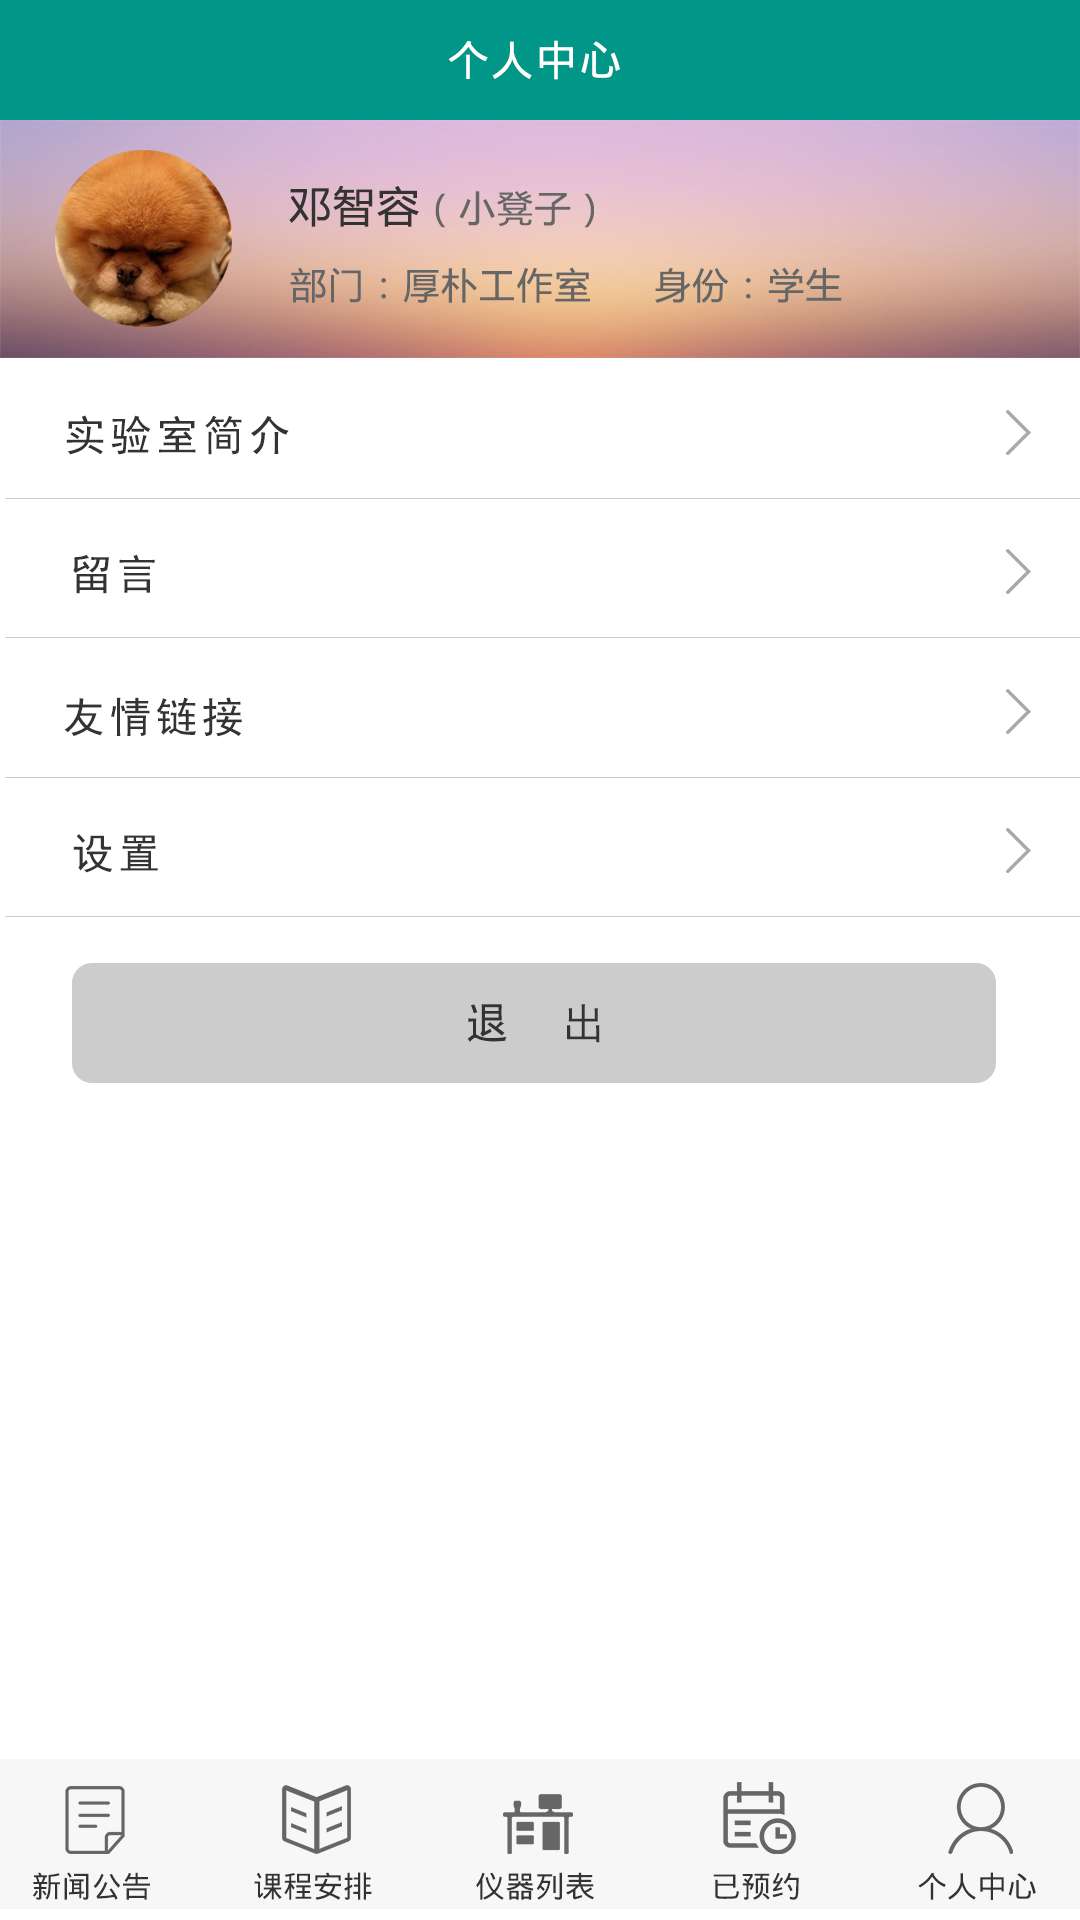 个人中心
邓智容（小凳子）
部门：厚朴工作室 身份：学生
实验室简介
留言
友情链接
设置
退 出
新闻公告 课程安排 仪器列表 已预约 个人中心